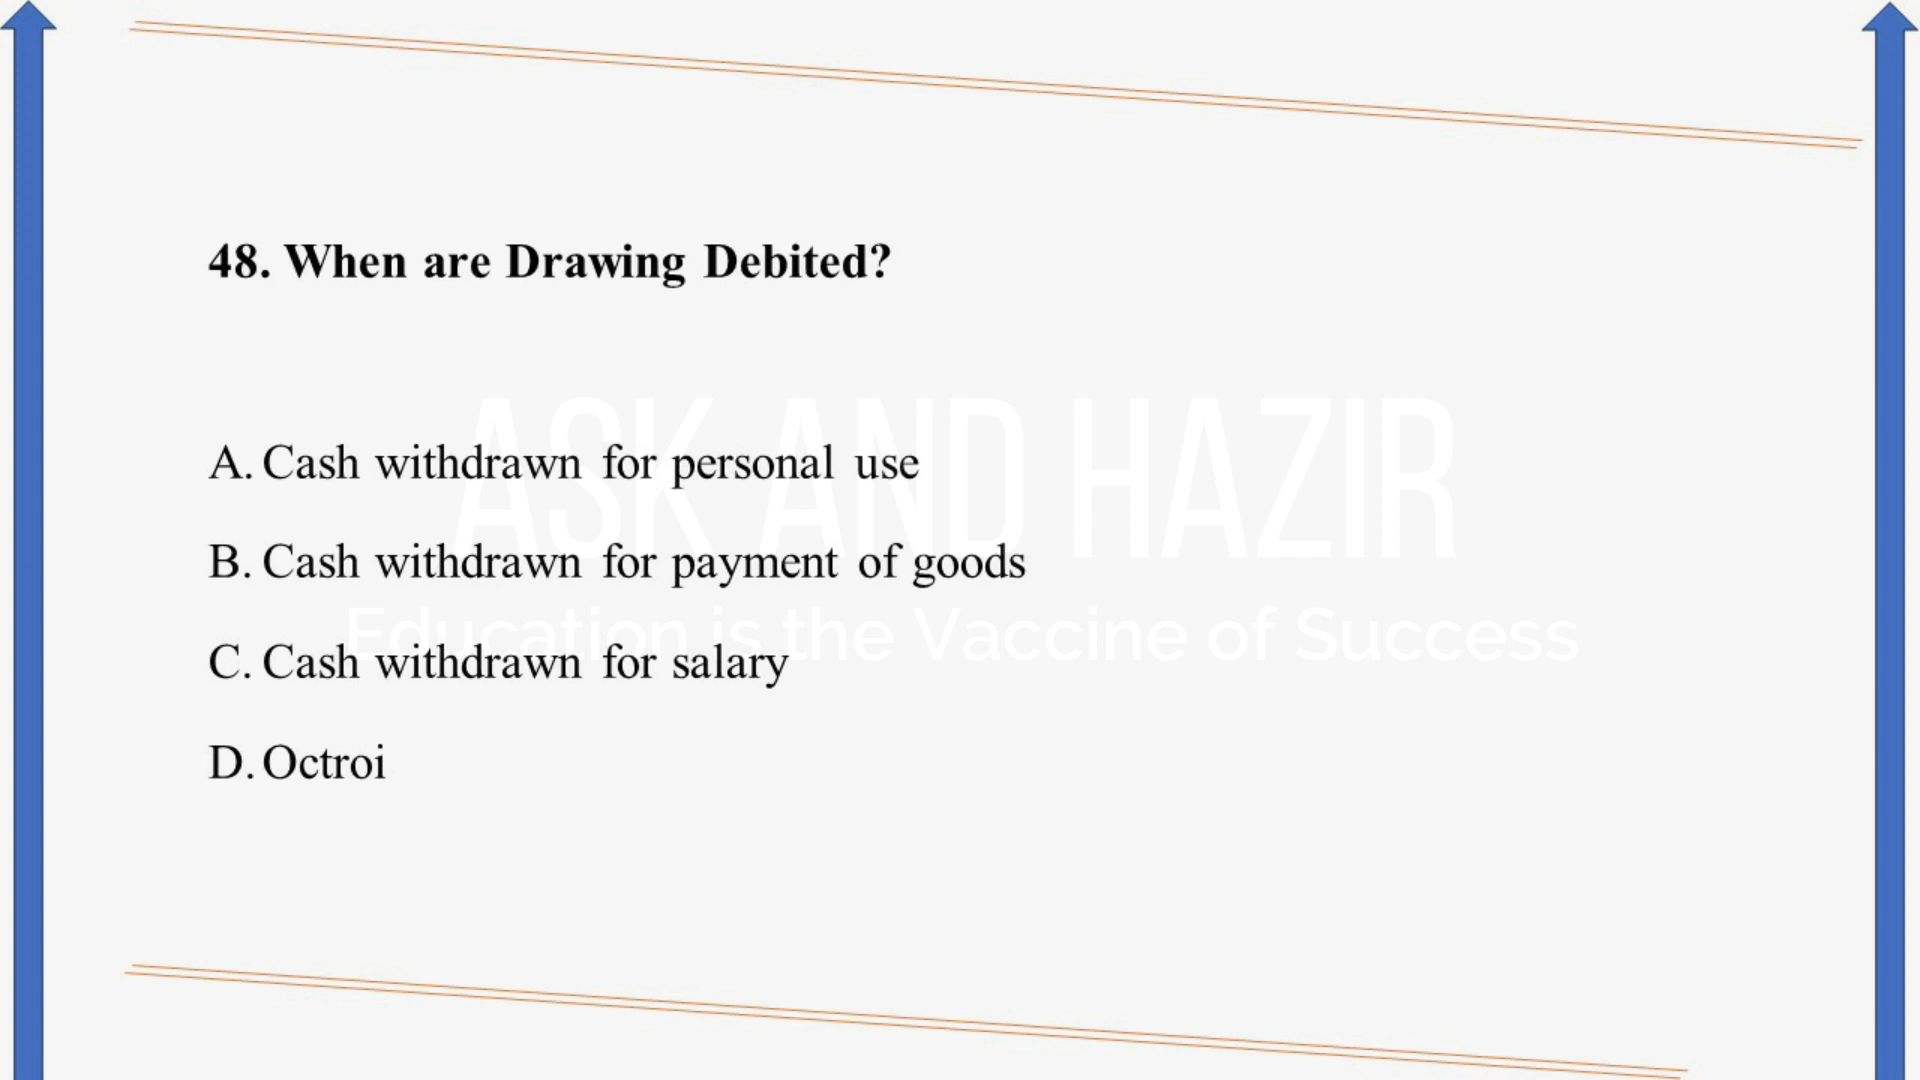 48. When are Drawing Debited?
ASK AND HAZIR
A. Cash withdrawn for personal use
B. Cash withdrawn for payment of goods
Education is the Vaccine of Success
C. Cash withdrawn for salary
D. Octroi